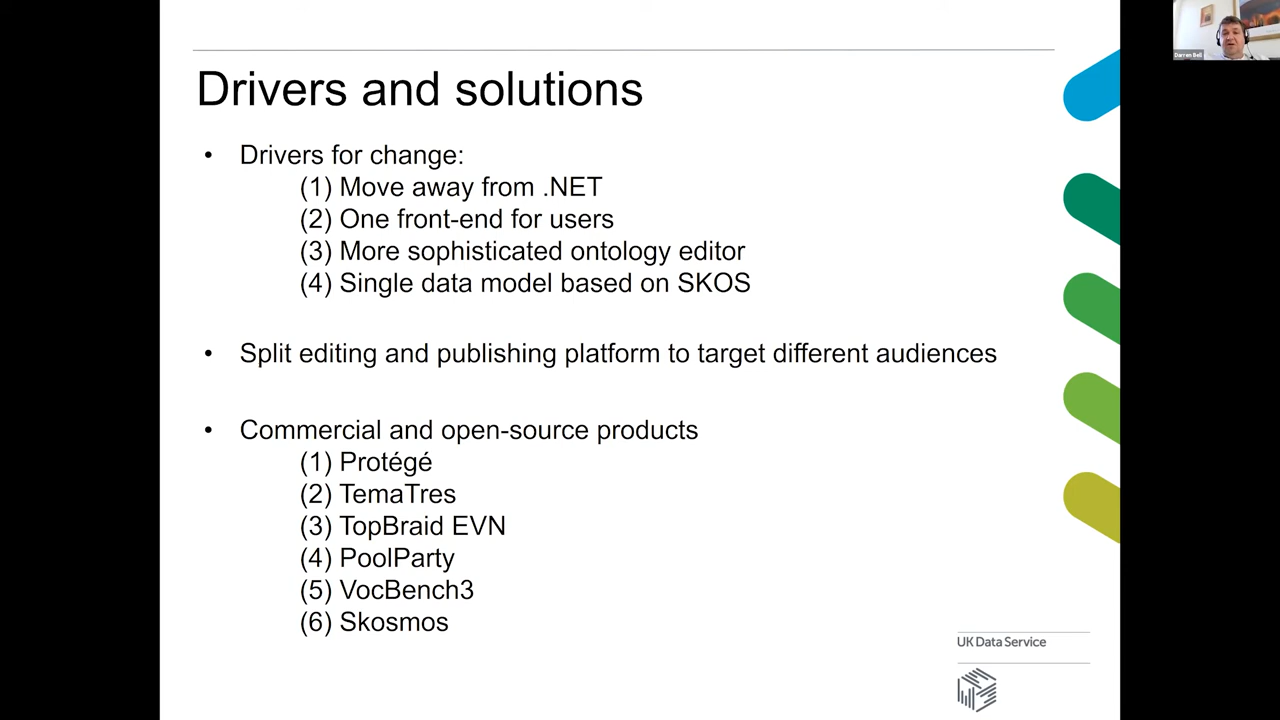 Darren Bell
Drivers and solutions
• Drivers for change:
(1) Move away from .NET
(2) One front-end for users
(3) More sophisticated ontology editor
(4) Single data model based on SKOS
• Split editing and publishing platform to target different audiences
• Commercial and open-source products
(1) Protégé
(2) TemaTres
(3) TopBraid EVN
(4) PoolParty
(5) VocBench3
(6) Skosmos
UK Data Service